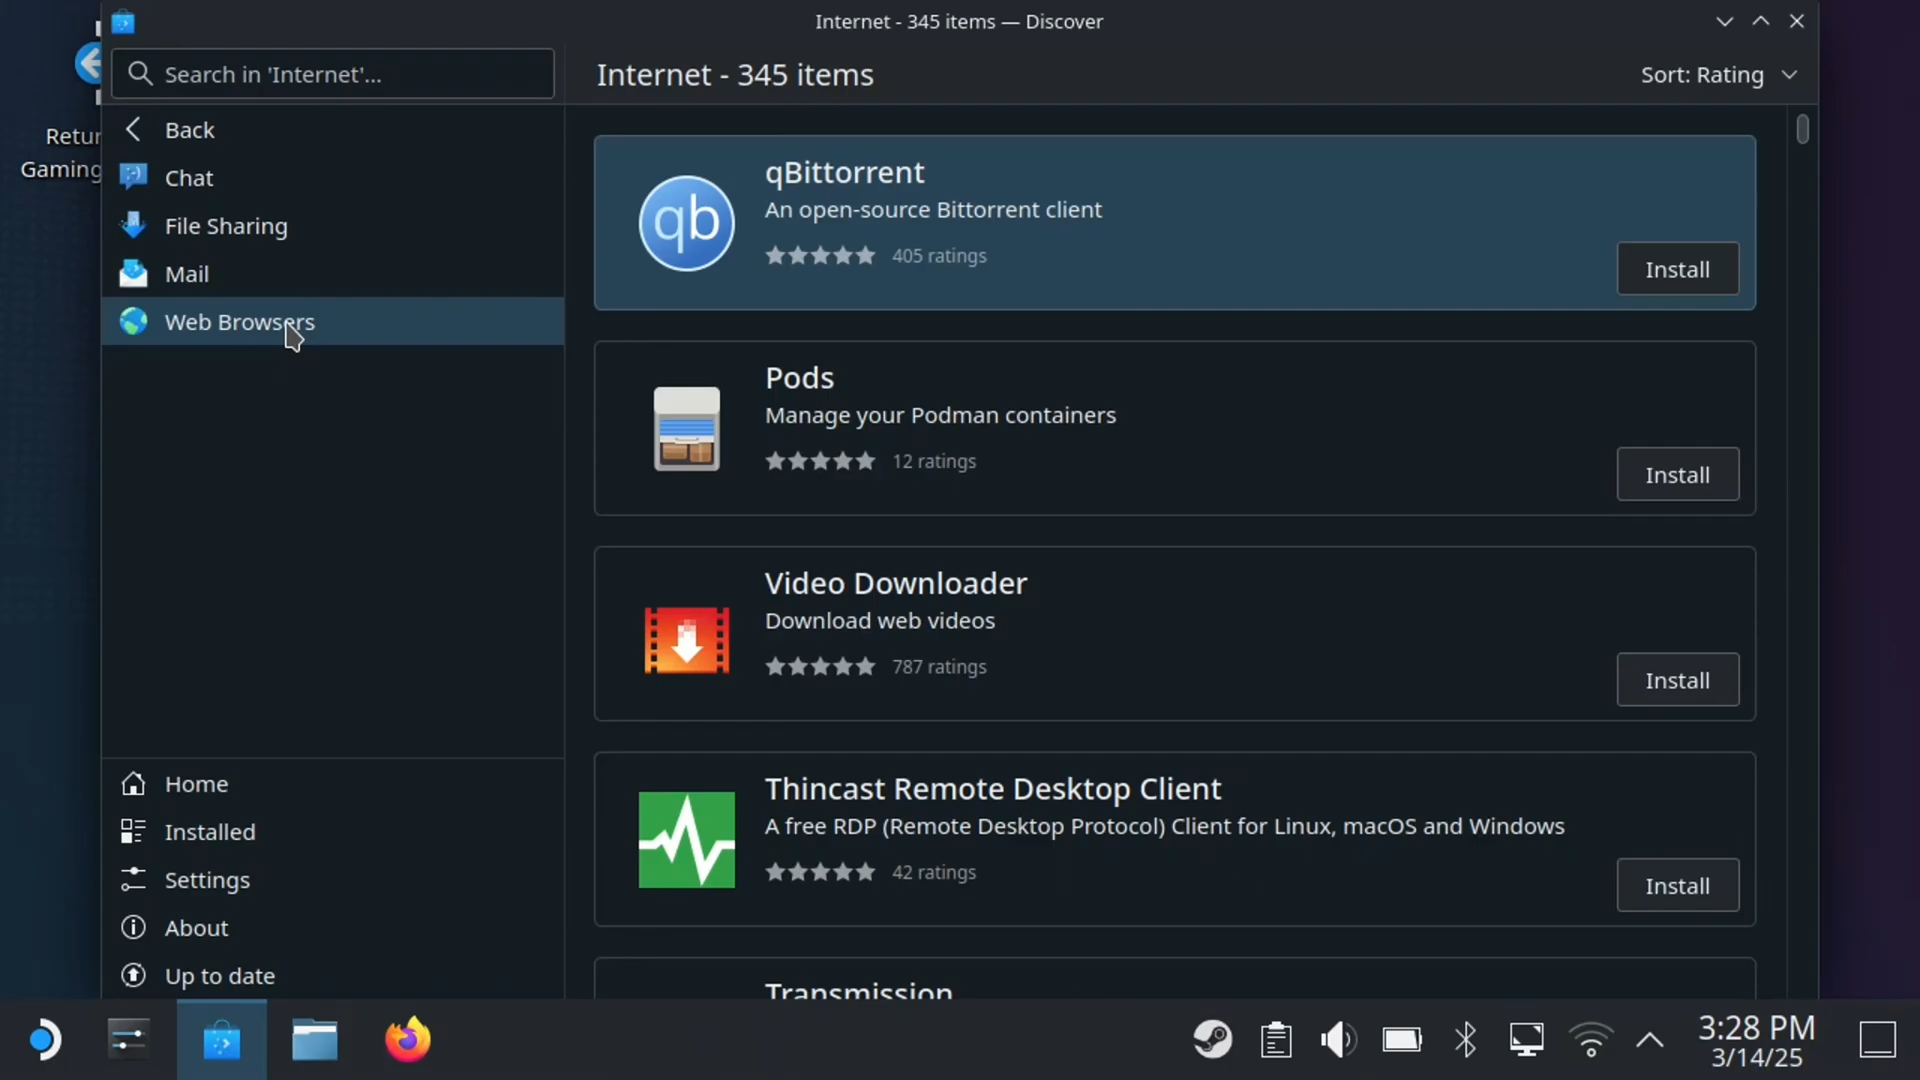 Internet - 345 items — Discover
Search in 'Internet'...
Internet - 345 items
Sort: Rating
Retur
Gaming
Back
Chat
File Sharing
Mail
Web Browsers
qBittorrent
An open-source Bittorrent client
405 ratings
Install
qb
Pods
Manage your Podman containers
12 ratings
Install
Video Downloader
Download web videos
787 ratings
Install
Thincast Remote Desktop Client
A free RDP (Remote Desktop Protocol) Client for Linux, macOS and Windows
42 ratings
Install
Transmission
Home
Installed
Settings
About
Up to date
3:28 PM
3/14/25